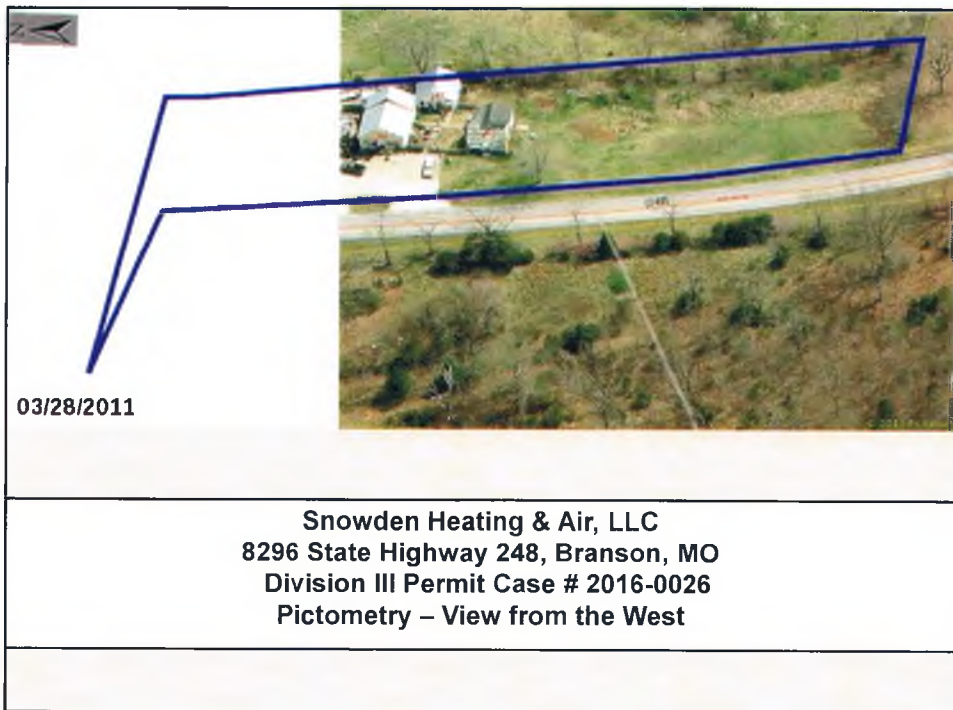 Z
03/28/2011
Snowden Heating & Air, LLC
8296 State Highway 248, Branson, MO
Division III Permit Case # 2016-0026
Pictometry – View from the West